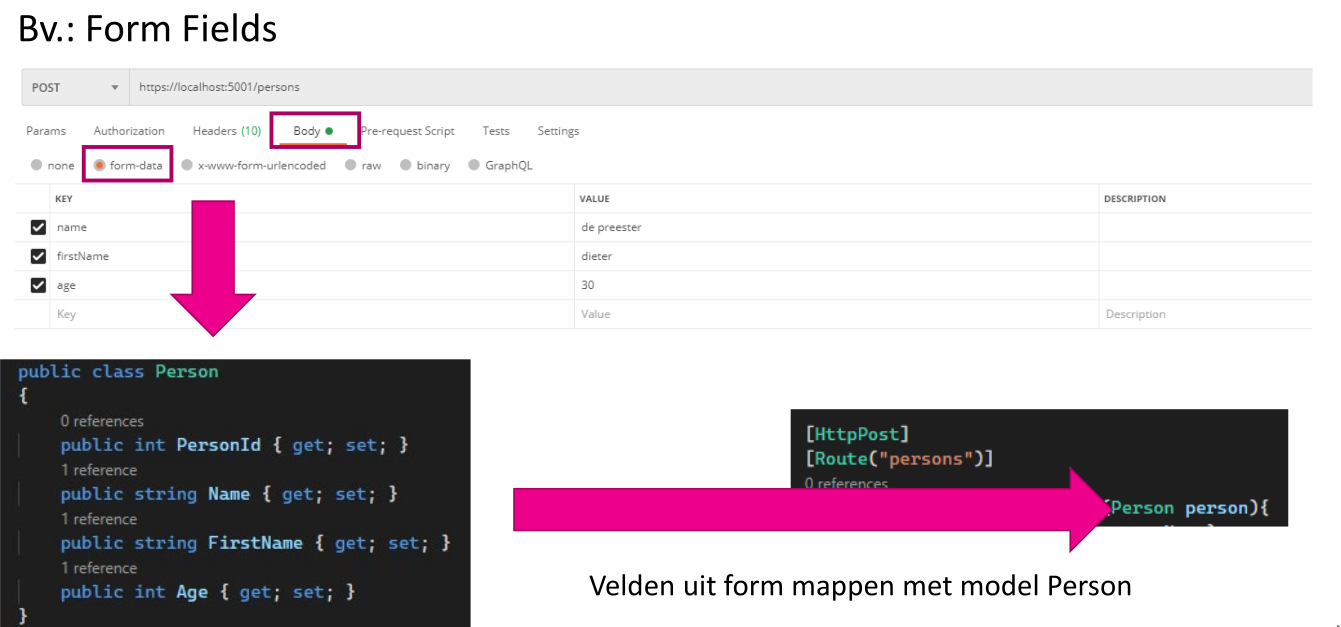 Bv.: Form Fields
POST https://localhost:5001/persons
Params Authorization Headers (10) Body Pre-request Script Tests Settings
none form-data x-www-form-urlencoded raw binary GraphQL
KEY VALUE DESCRIPTION
name de preester
firstName dieter
age 30
Key Value Description
public class Person
{
0 references
public int PersonId { get; set; }
1 reference
public string Name { get; set; }
1 reference
public string FirstName { get; set; }
1 reference
public int Age { get; set; }
}
[HttpPost]
[Route("persons")]
0 references
(Person person){
Velden uit form mappen met model Person